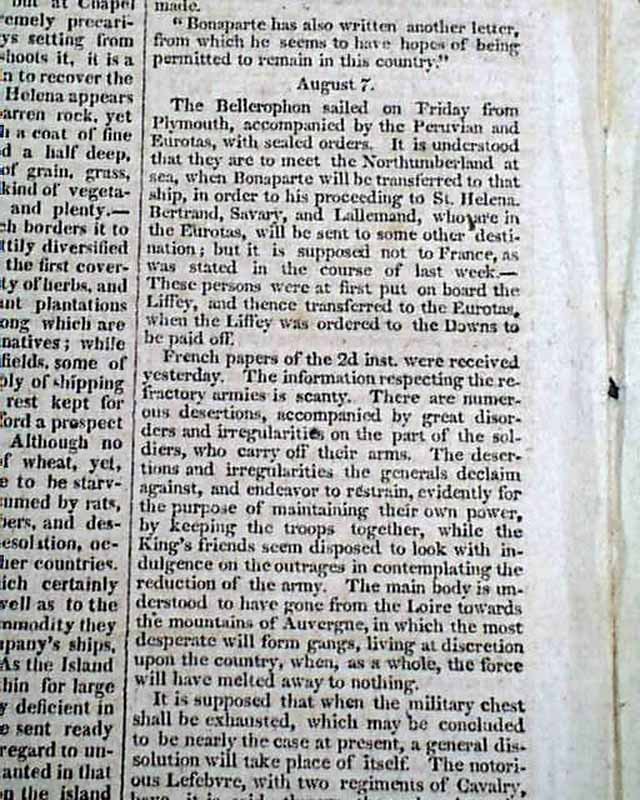 but at Chapel
remely precari-
ys setting from
shoots it, it is a
n to recover the
Helena appears
arren rock, yet
h a coat of fine
d a half deep,
of grain, grass,
kind of vegeta-
and plenty.—
ch borders it to
ttily diversified
the first cover-
ty of herbs, and
ant plantations
ong which are
natives; while
fields, some of
ply of shipping
rest kept for
ford a prospect
Although no
of wheat, yet,
e to be starv-
sumed by rats,
bers, and des-
esolation, oc-
her countries.
ich certainly
well as to the
mmodity they
mpany's ships,
As the Island
thin for large
y deficient in
e sent ready
regard to un-
anted in that
on the island
made.
"Bonaparte has also written another letter,
from which he seems to have hopes of being
permitted to remain in this country."
August 7.
The Bellerophon sailed on Friday from
Plymouth, accompanied by the Peruvian and
Eurotas, with sealed orders. It is understood
that they are to meet the Northumberland at
sea, when Bonaparte will be transferred to that
ship, in order to his proceeding to St. Helena.
Bertrand, Savary, and Lallemand, who are in
the Eurotas, will be sent to some other desti-
nation; but it is supposed not to France, as
was stated in the course of last week.—
These persons were at first put on board the
Liffey, and thence transferred to the Eurotas,
when the Liffey was ordered to the Downs to
be paid off.
French papers of the 2d inst. were received
yesterday. The information respecting the re-
fractory armies is scanty. There are numer-
ous desertions, accompanied by great disor-
ders and irregularities on the part of the sol-
diers, who carry off their arms. The deser-
tions and irregularities the generals declaim
against, and endeavor to restrain, evidently for
the purpose of maintaining their own power,
by keeping the troops together, while the
King's friends seem disposed to look with in-
dulgence on the outrages in contemplating the
reduction of the army. The main body is un-
derstood to have gone from the Loire towards
the mountains of Auvergne, in which the most
desperate will form gangs, living at discretion
upon the country, when, as a whole, the force
will have melted away to nothing.
It is supposed that when the military chest
shall be exhausted, which may be concluded
to be nearly the case at present, a general dis-
solution will take place of itself. The notori-
ous Lefebvre, with two regiments of Cavalry,